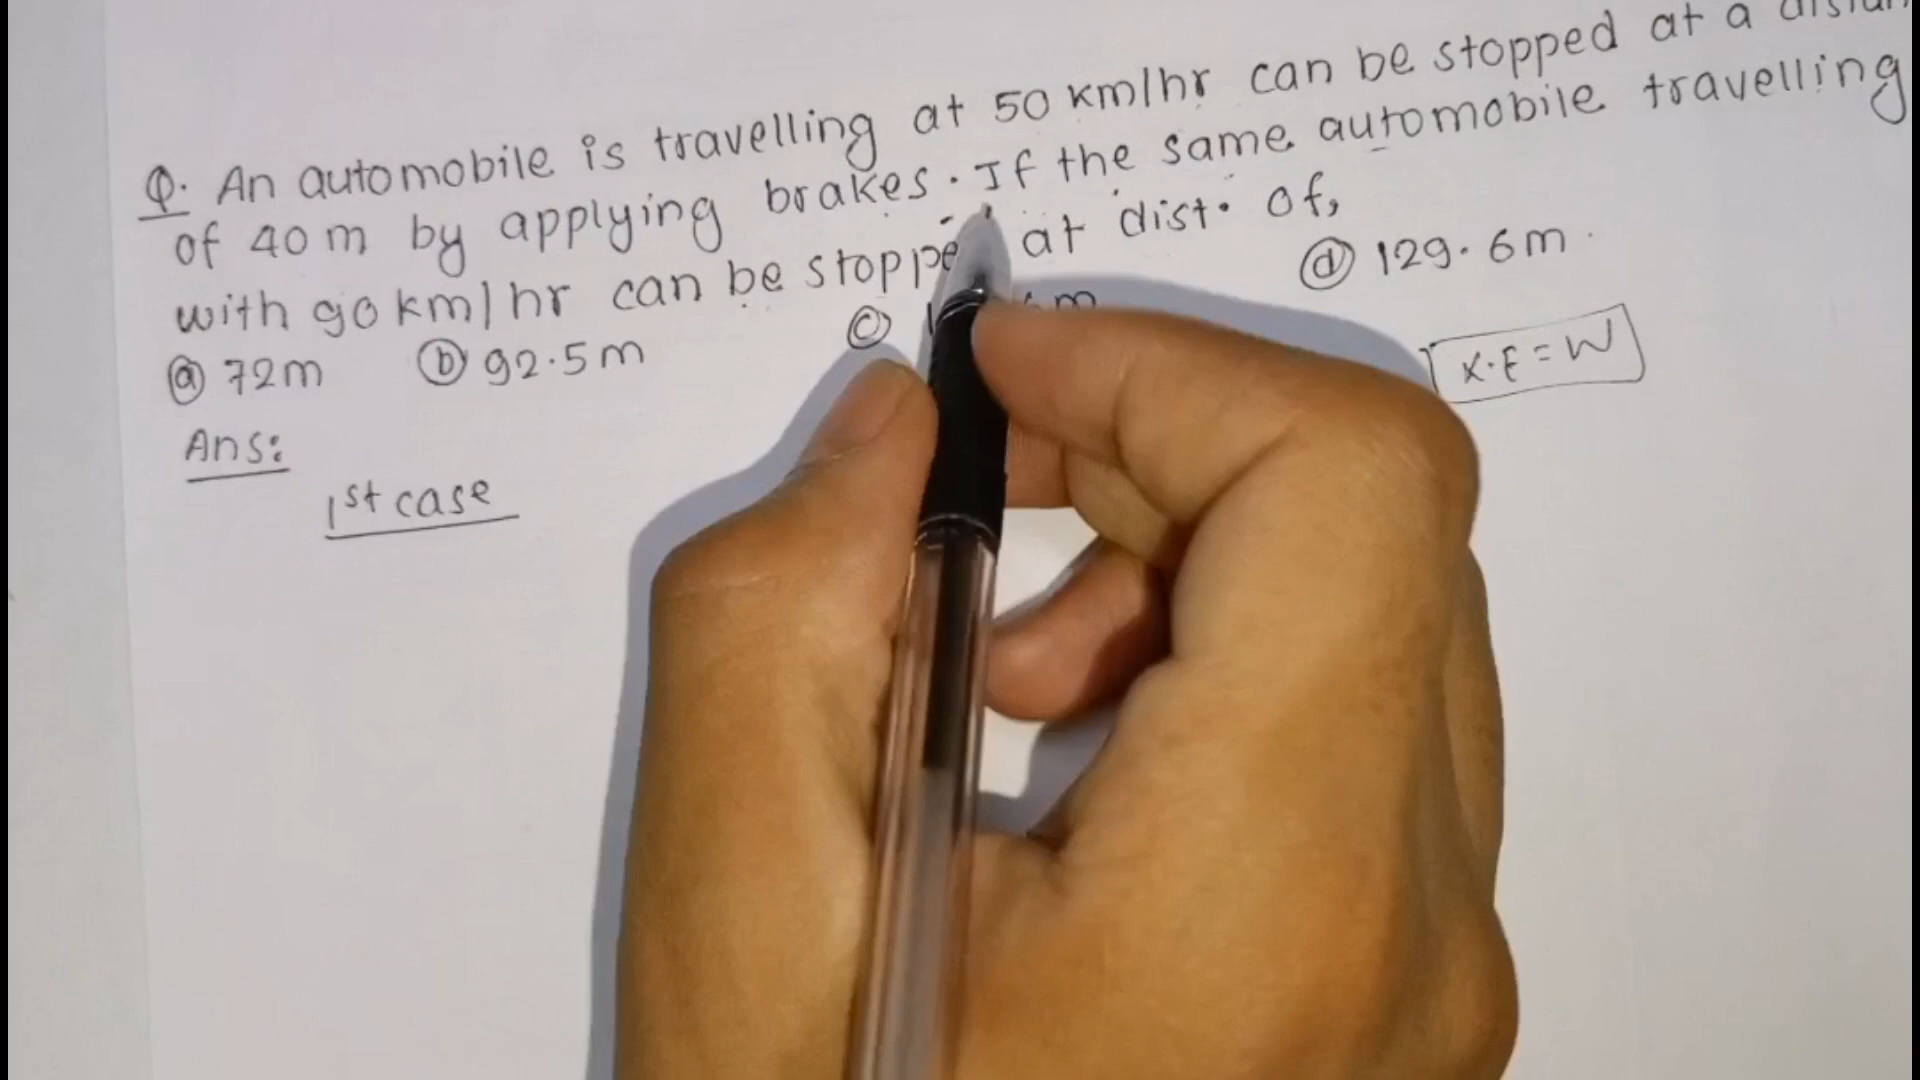 Q. An automobile is travelling at 50 km/hr can be stopped at a
of 40 m by applying brakes. If the same automobile travelling
with 90 km/hr can be at dist. of,
(a) 72m (b) 92.5m (c) (d) 129.6m
K.E = W
Ans:
1st case